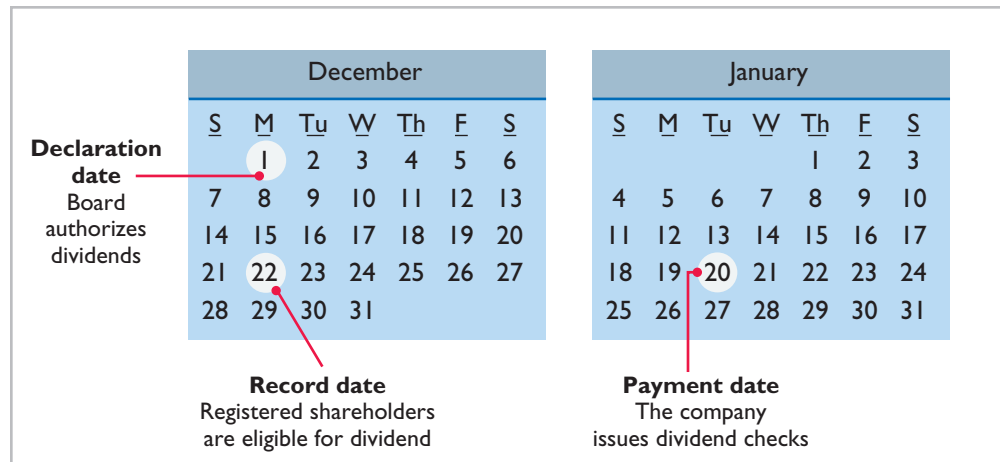 December
S M Tu W Th F S
1 2 3 4 5 6
7 8 9 10 11 12 13
14 15 16 17 18 19 20
21 22 23 24 25 26 27
28 29 30 31
January
S M Tu W Th F S
1 2 3
4 5 6 7 8 9 10
11 12 13 14 15 16 17
18 19 20 21 22 23 24
25 26 27 28 29 30 31
Declaration
date
Board
authorizes
dividends
Record date
Registered shareholders
are eligible for dividend
Payment date
The company
issues dividend checks